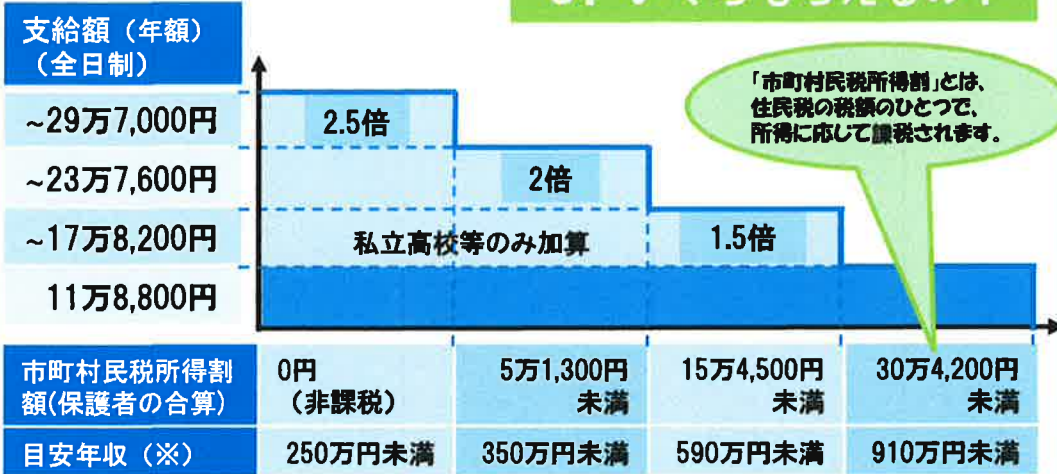 支給額（年額）
（全日制）
~29万7,000円
~23万7,600円
~17万8,200円
11万8,800円
2.5倍
2倍
1.5倍
私立高校等のみ加算
「市町村民税所得割」とは、
住民税の税額のひとつで、
所得に応じて課税されます。
市町村民税所得割
額(保護者の合算)
0円
（非課税）
5万1,300円
未満
15万4,500円
未満
30万4,200円
未満
目安年収（※）
250万円未満
350万円未満
590万円未満
910万円未満